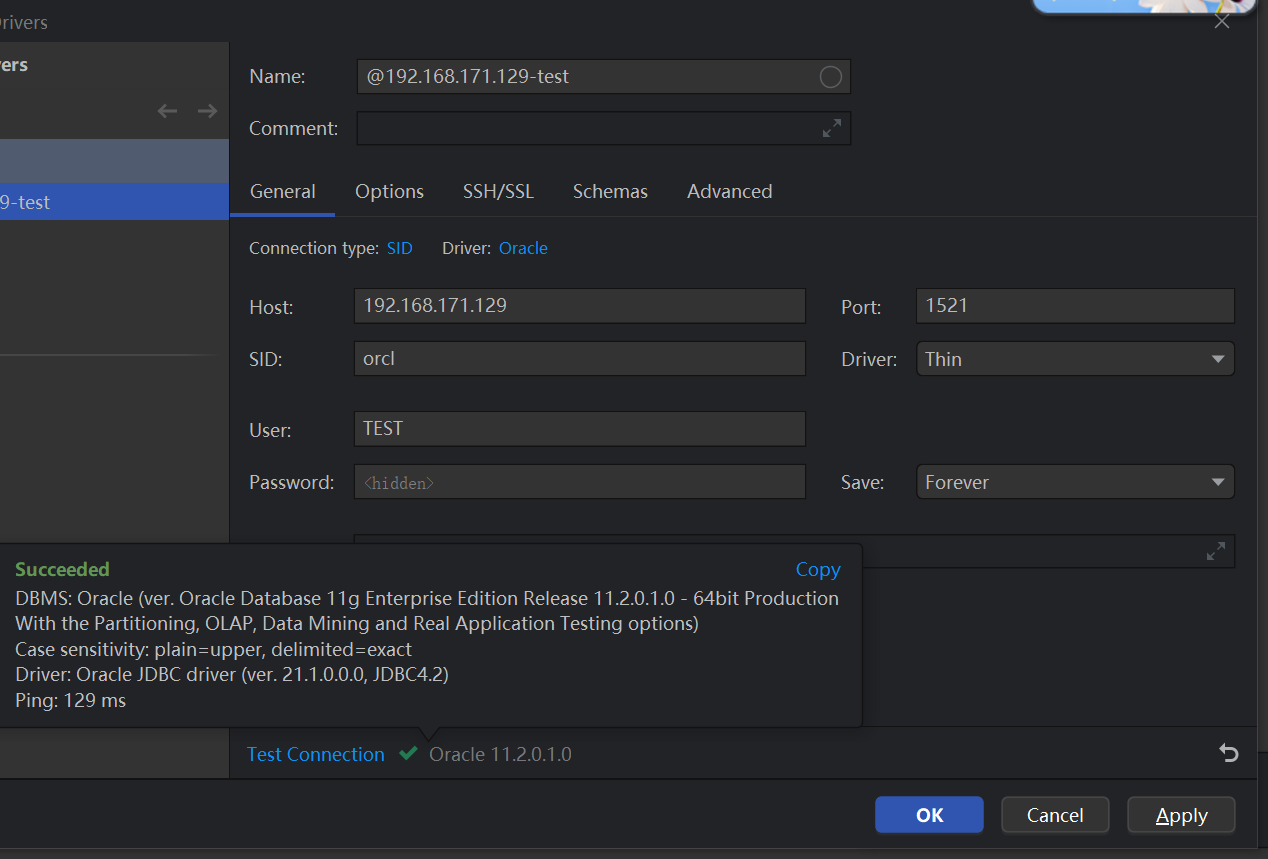 rivers
ers
Name: @192.168.171.129-test
Comment:
9-test
General Options SSH/SSL Schemas Advanced
Connection type: SID Driver: Oracle
Host: 192.168.171.129 Port: 1521
SID: orcl Driver: Thin
User: TEST
Password: <hidden> Save: Forever
Succeeded Copy
DBMS: Oracle (ver. Oracle Database 11g Enterprise Edition Release 11.2.0.1.0 - 64bit Production
With the Partitioning, OLAP, Data Mining and Real Application Testing options)
Case sensitivity: plain=upper, delimited=exact
Driver: Oracle JDBC driver (ver. 21.1.0.0.0, JDBC4.2)
Ping: 129 ms
Test Connection Oracle 11.2.0.1.0
OK Cancel Apply